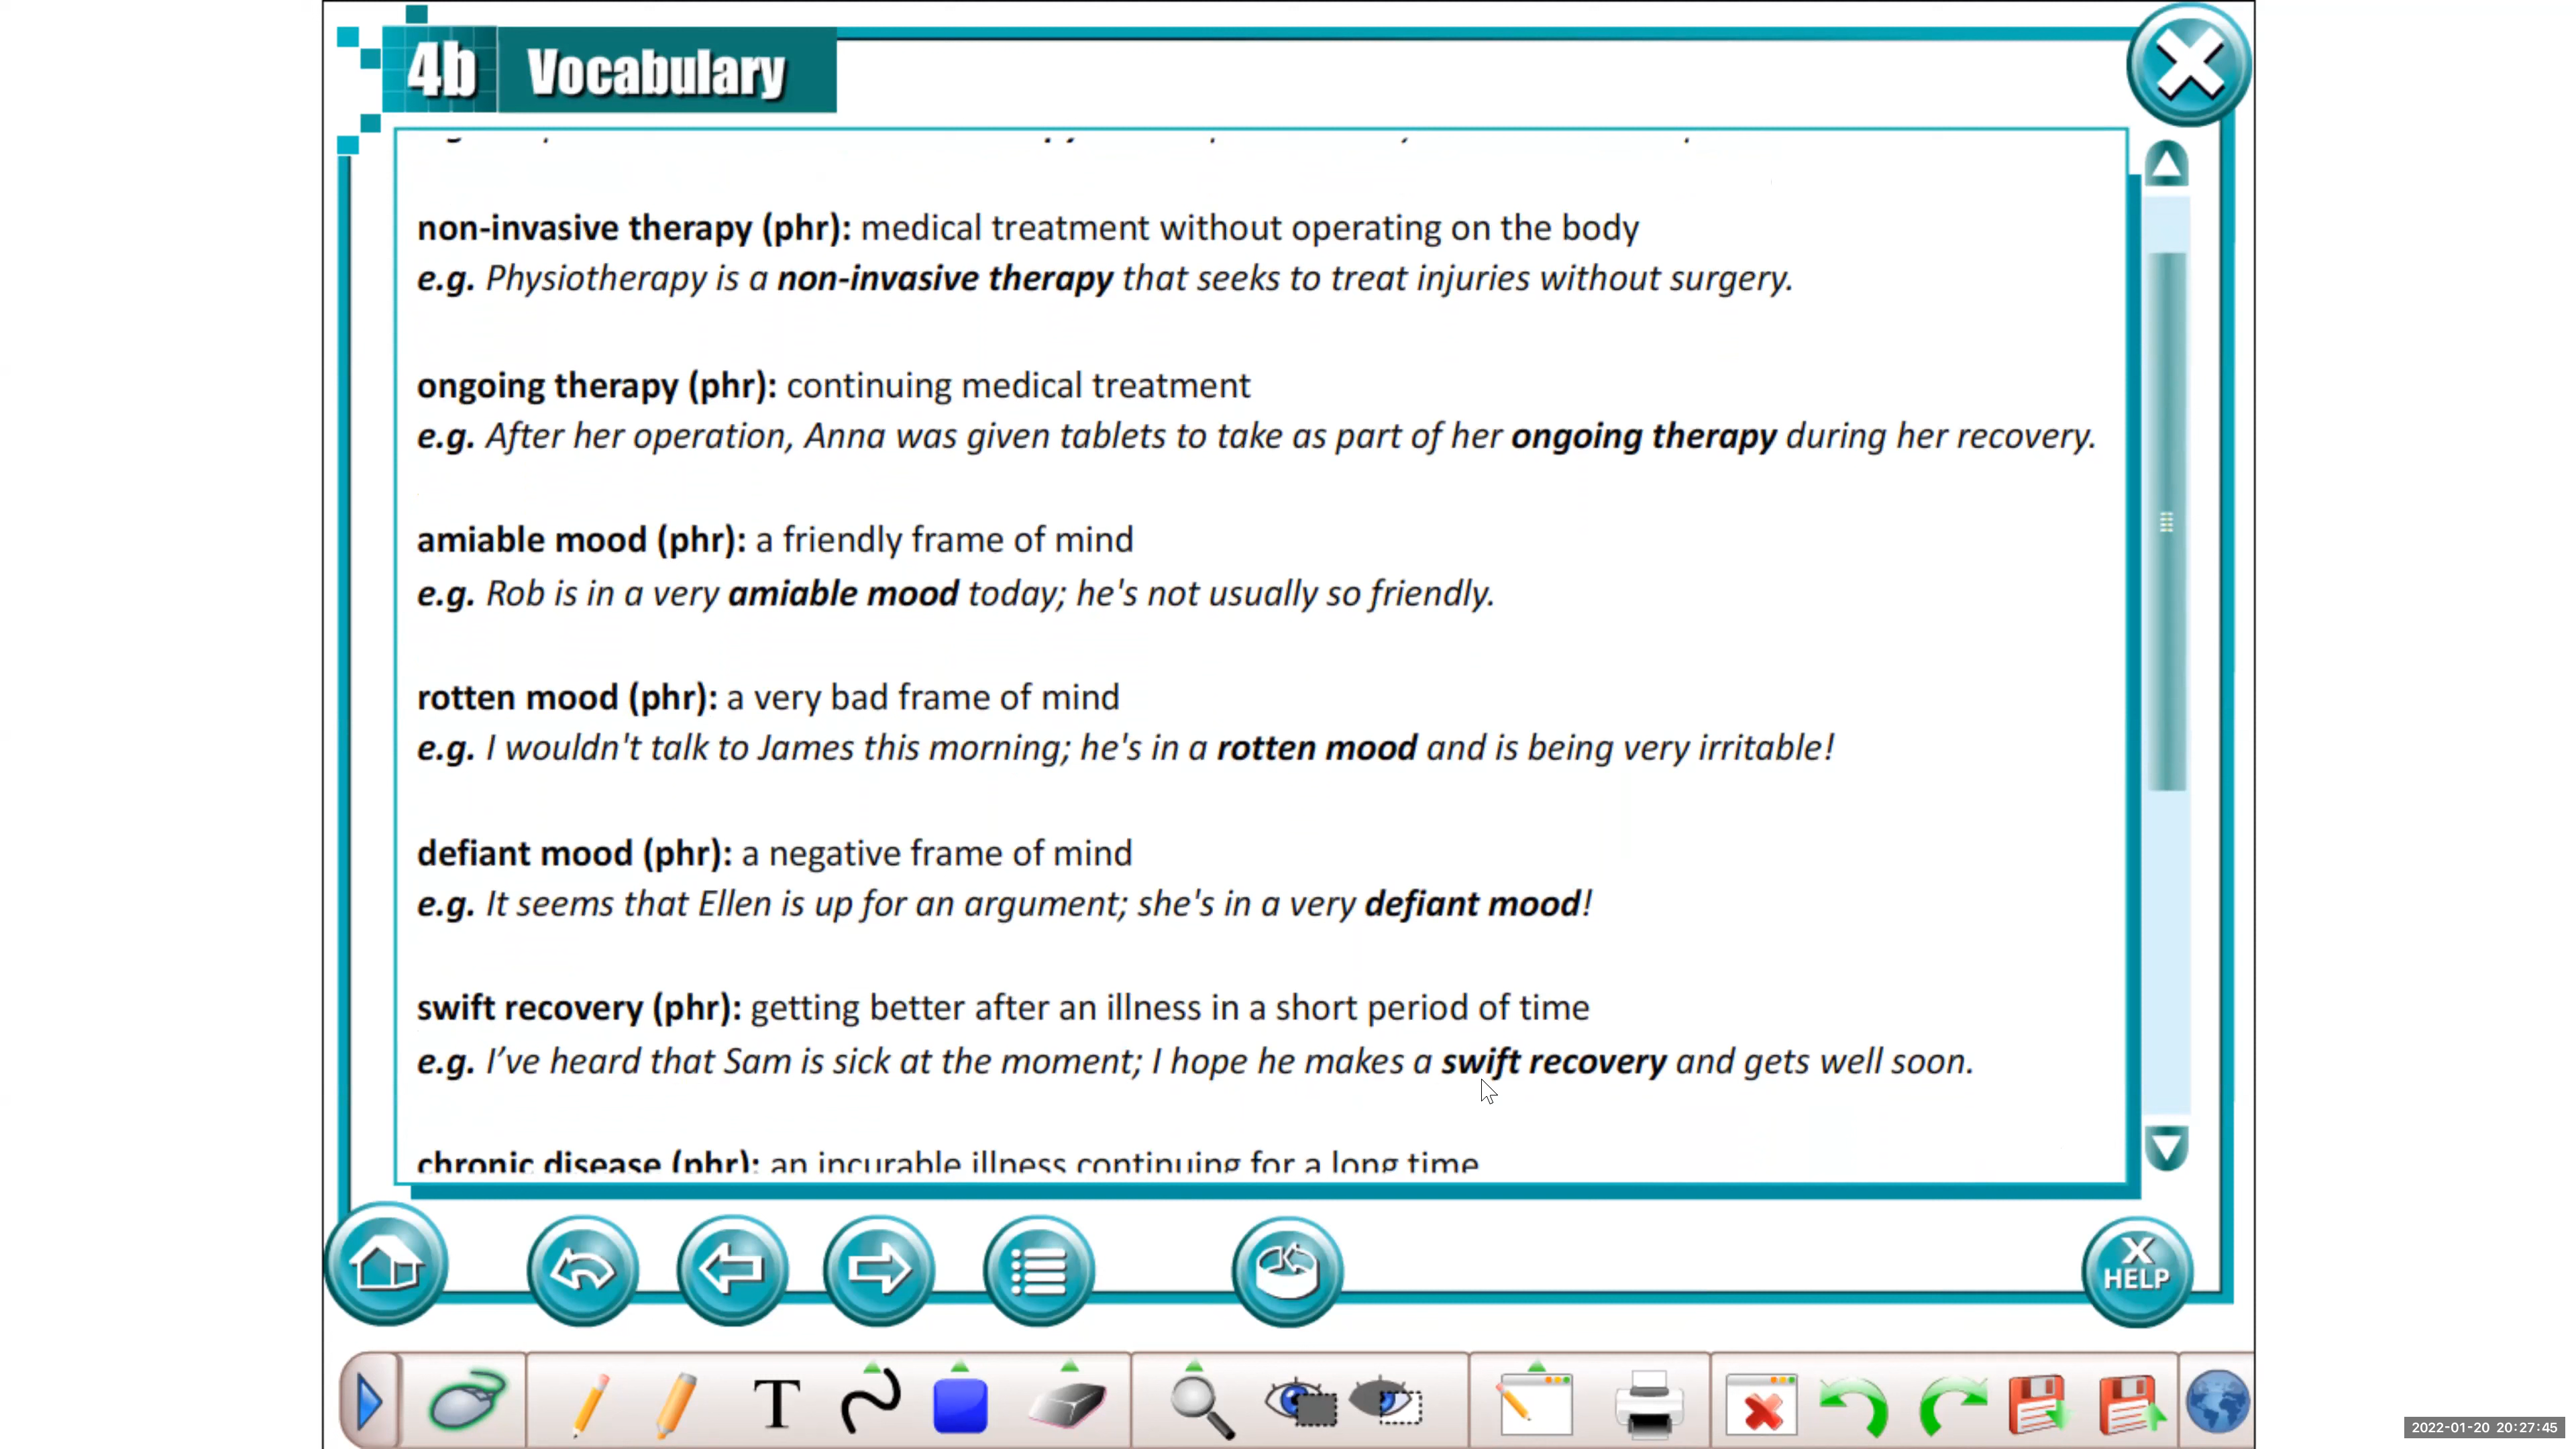 4b Vocabulary
non-invasive therapy (phr): medical treatment without operating on the body
e.g. Physiotherapy is a non-invasive therapy that seeks to treat injuries without surgery.
ongoing therapy (phr): continuing medical treatment
e.g. After her operation, Anna was given tablets to take as part of her ongoing therapy during her recovery.
amiable mood (phr): a friendly frame of mind
e.g. Rob is in a very amiable mood today; he's not usually so friendly.
rotten mood (phr): a very bad frame of mind
e.g. I wouldn't talk to James this morning; he's in a rotten mood and is being very irritable!
defiant mood (phr): a negative frame of mind
e.g. It seems that Ellen is up for an argument; she's in a very defiant mood!
swift recovery (phr): getting better after an illness in a short period of time
e.g. I’ve heard that Sam is sick at the moment; I hope he makes a swift recovery and gets well soon.
chronic disease (phr): an incurable illness continuing for a long time
X
HELP
T
2022-01-20 20:27:45